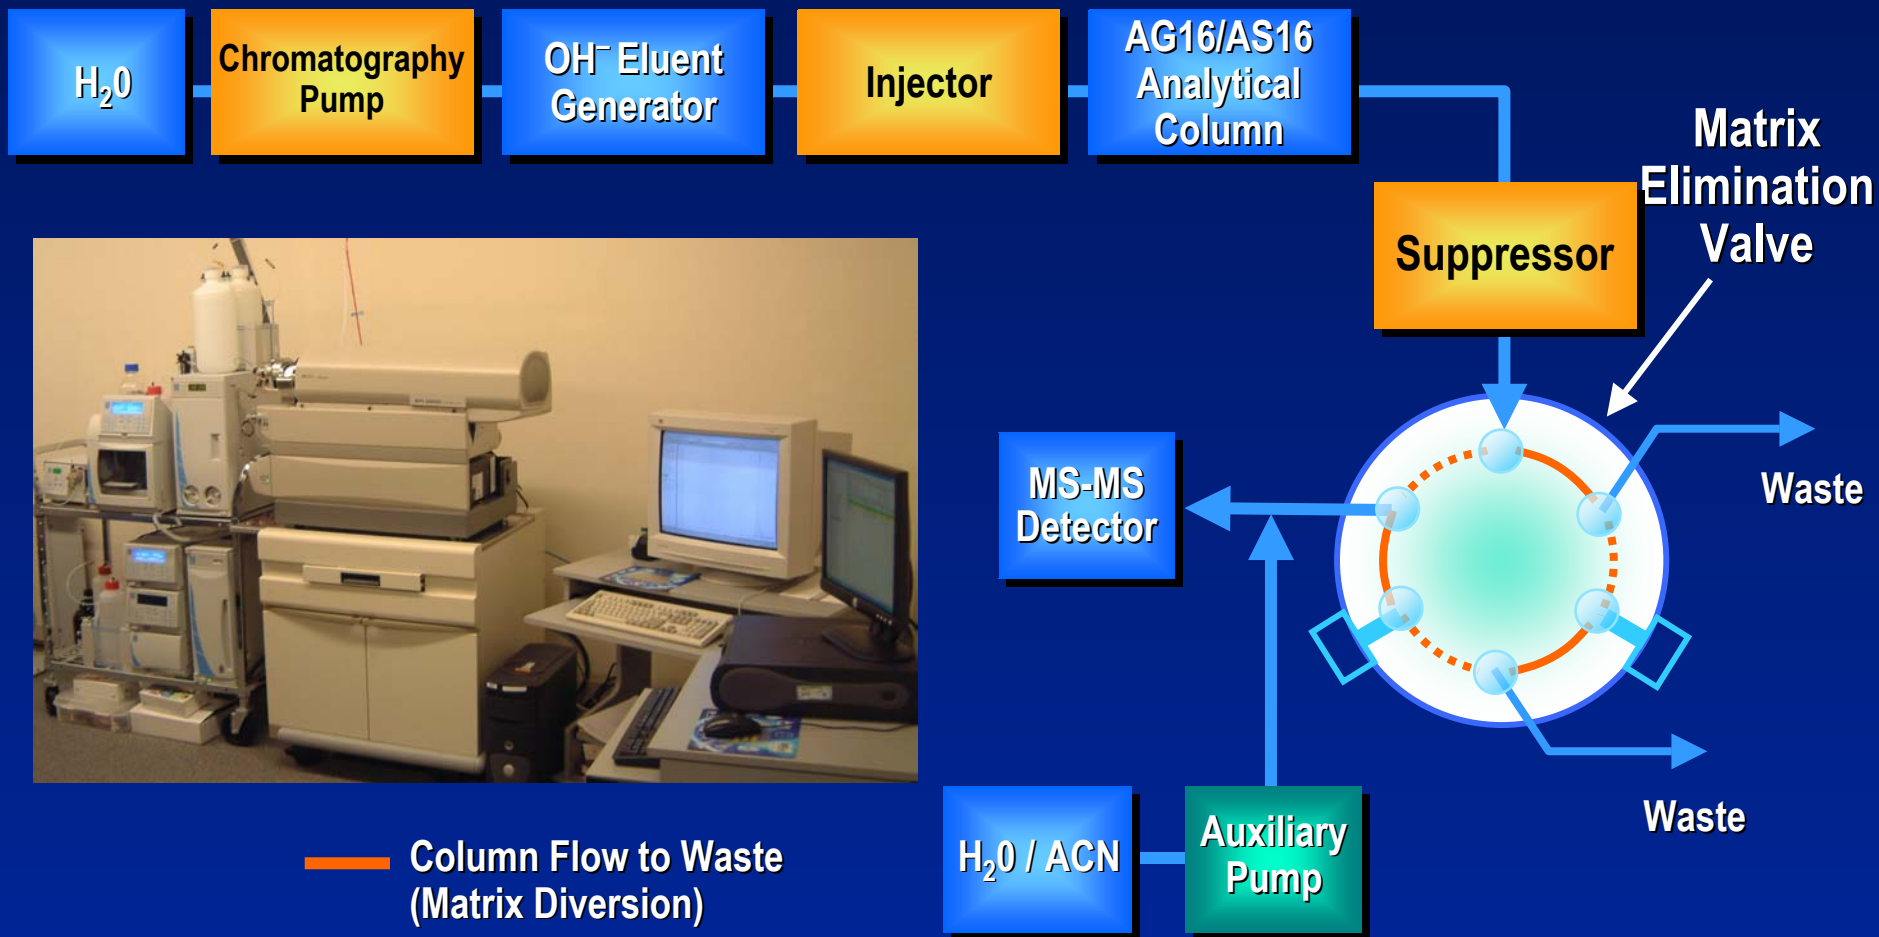 H₂0
Chromatography
Pump
OH⁻ Eluent
Generator
Injector
AG16/AS16
Analytical
Column
Matrix
Elimination
Valve
Suppressor
MS-MS
Detector
Waste
Waste
H₂0 / ACN
Auxiliary
Pump
Column Flow to Waste
(Matrix Diversion)